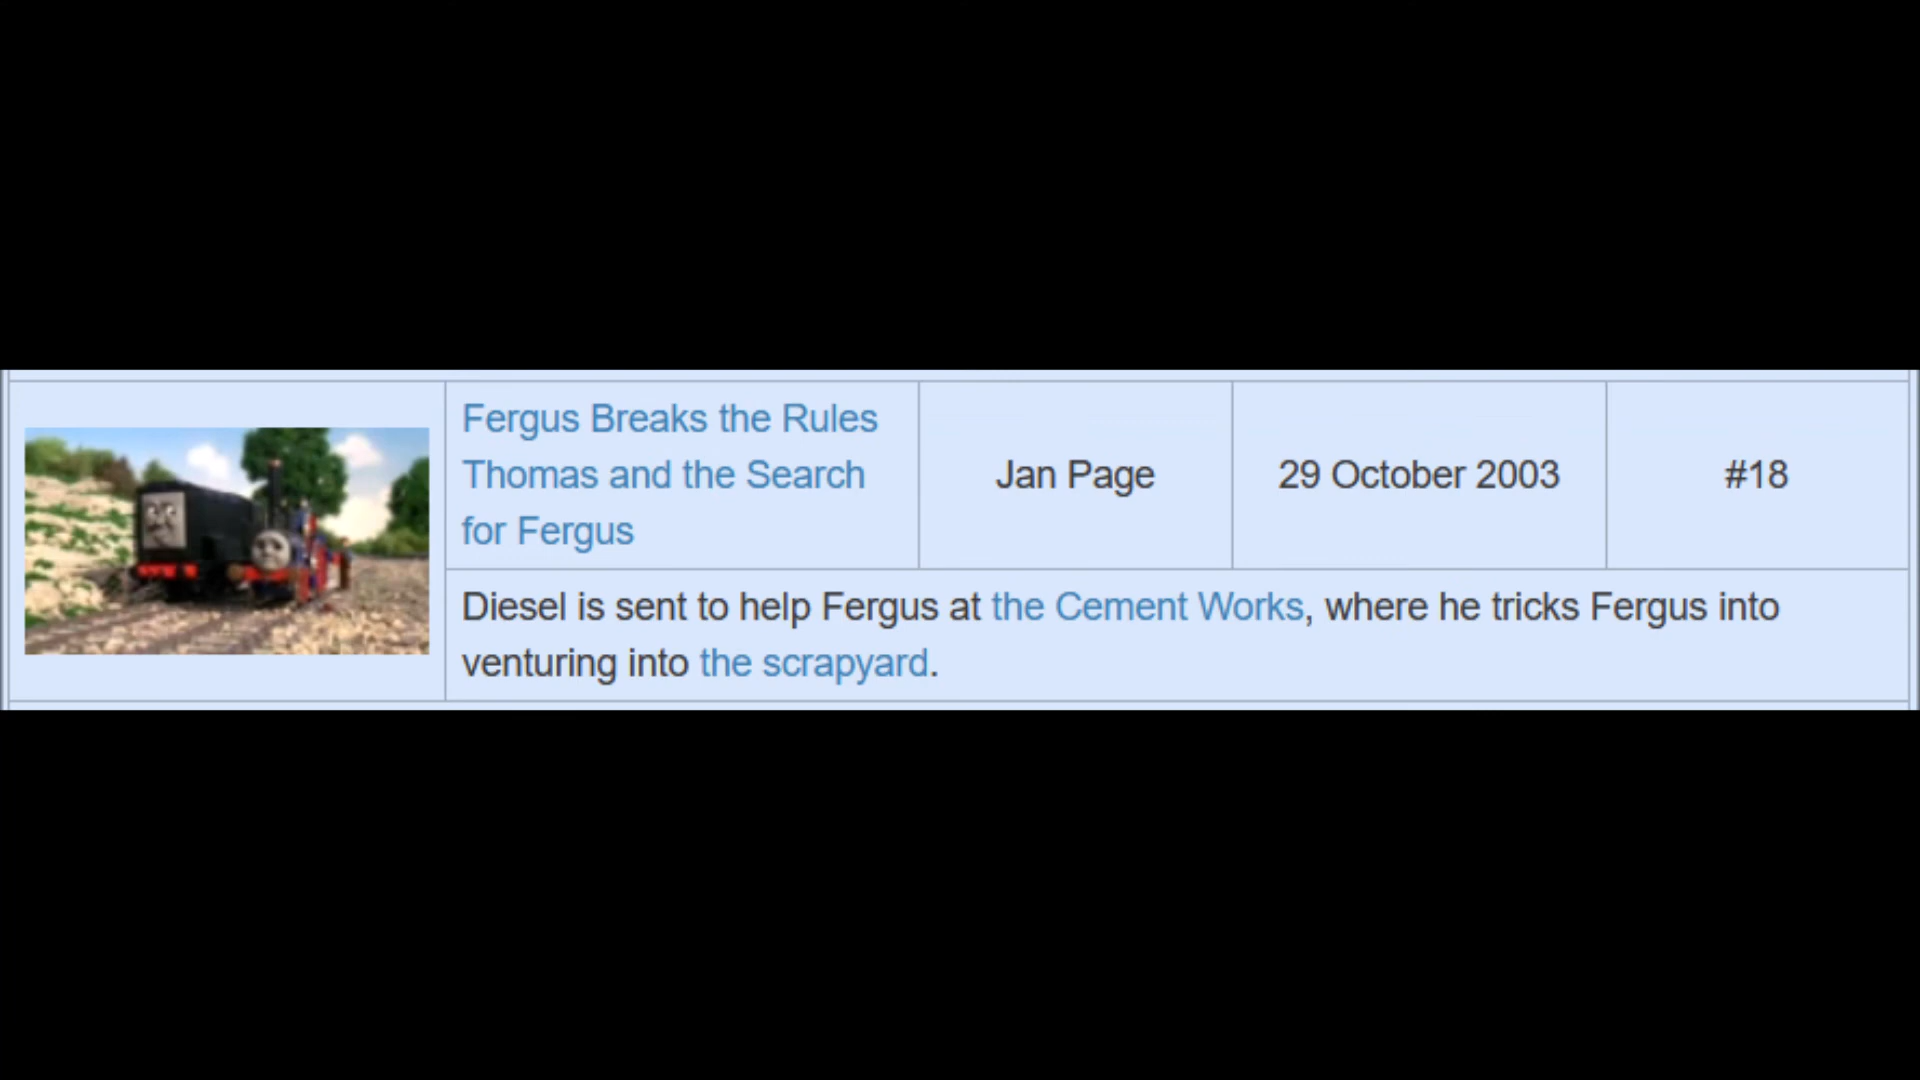 Fergus Breaks the Rules
Thomas and the Search
for Fergus
Jan Page
29 October 2003
#18
Diesel is sent to help Fergus at the Cement Works, where he tricks Fergus into
venturing into the scrapyard.